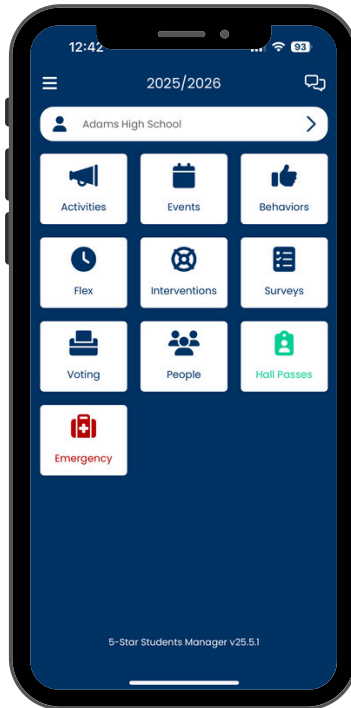 12:42
93
2025/2026
Adams High School
Activities
Events
Behaviors
Flex
Interventions
Surveys
Voting
People
Hall Passes
Emergency
5-Star Students Manager v25.5.1